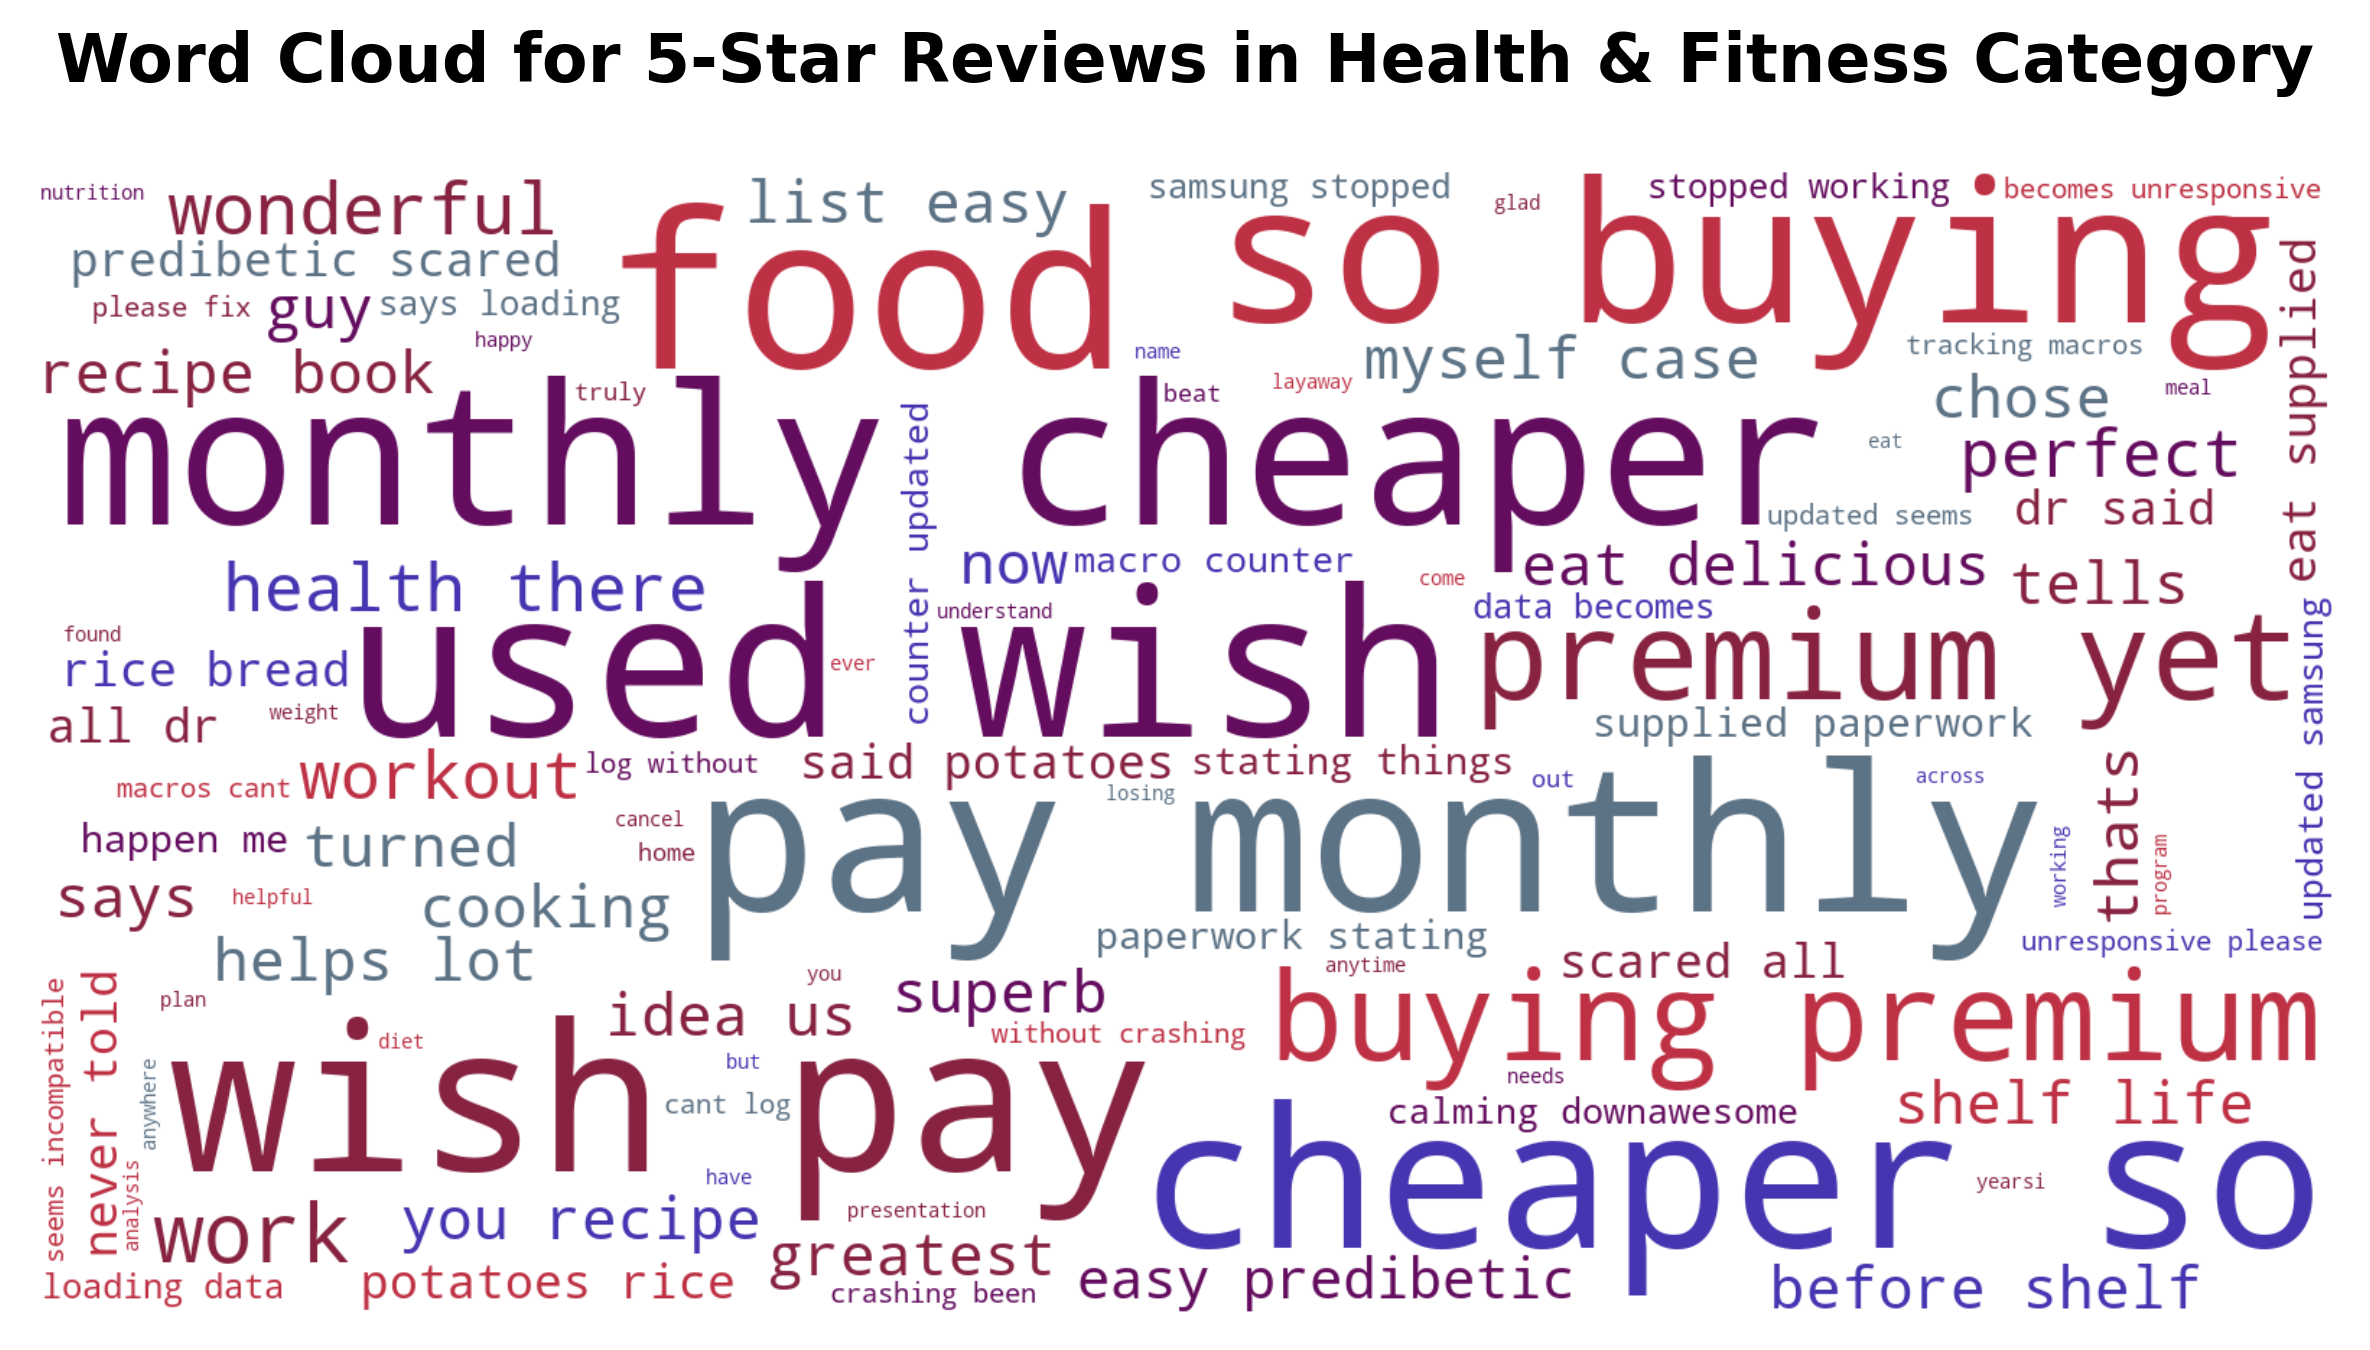 Word Cloud for 5-Star Reviews in Health & Fitness Category
nutrition
wonderful
list easy
samsung stopped
glad
stopped working
becomes unresponsive
predibetic scared
food
so buying
eat supplied
please fix
guy
says loading
happy
name
myself case
tracking macros
recipe book
truly
beat
layaway
chose
meal
monthly cheaper
counter updated
eat
perfect
updated seems
dr said
health there
now
macro counter
come
eat delicious
tells
used wish
understand
data becomes
premium yet
updated samsung
found
rice bread
ever
all dr
weight
supplied paperwork
workout
log without
said potatoes
stating things
out
across
thats
macros cant
losing
pay monthly
happen me
turned
cancel
home
working
program
says
helpful
cooking
paperwork stating
unresponsive please
helps lot
you
superb
anytime
scared all
seems incompatible
never told
plan
idea us
without crashing
buying premium
diet
wish pay
but
needs
anywhere
cant log
calming downawesome
shelf life
analysis
have
cheaper so
yearsi
work
you recipe
presentation
greatest
loading data
potatoes rice
crashing been
easy predibetic
before shelf